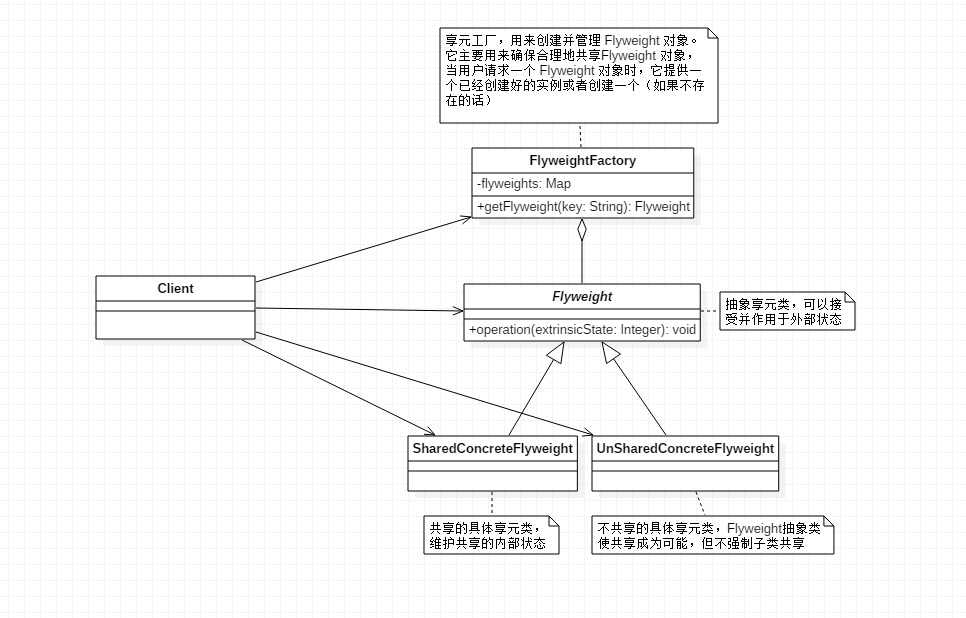 享元工厂，用来创建并管理 Flyweight 对象。
它主要用来确保合理地共享Flyweight 对象，
当用户请求一个 Flyweight 对象时，它提供一
个已经创建好的实例或者创建一个（如果不存
在的话）
FlyweightFactory
-flyweights: Map
+getFlyweight(key: String): Flyweight
Client
Flyweight
+operation(extrinsicState: Integer): void
抽象享元类，可以接
受并作用于外部状态
SharedConcreteFlyweight
UnSharedConcreteFlyweight
共享的具体享元类，
维护共享的内部状态
不共享的具体享元类，Flyweight抽象类
使共享成为可能，但不强制子类共享